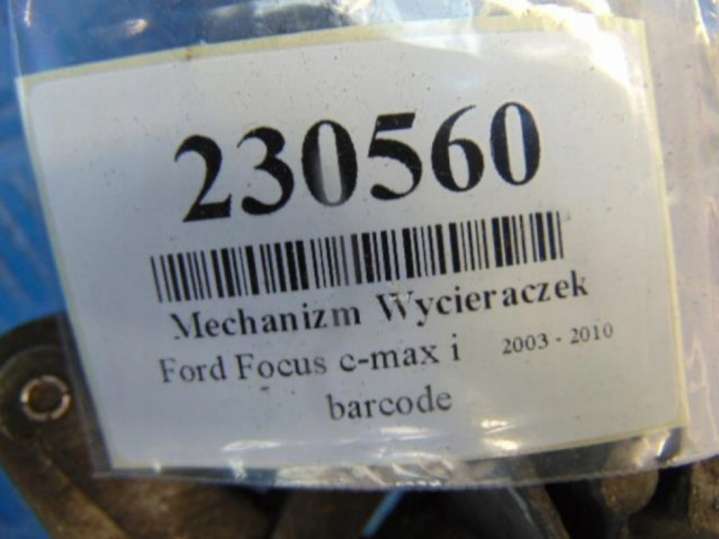 230560
Mechanizm Wycieraczek
Ford Focus c-max i 2003 - 2010
barcode